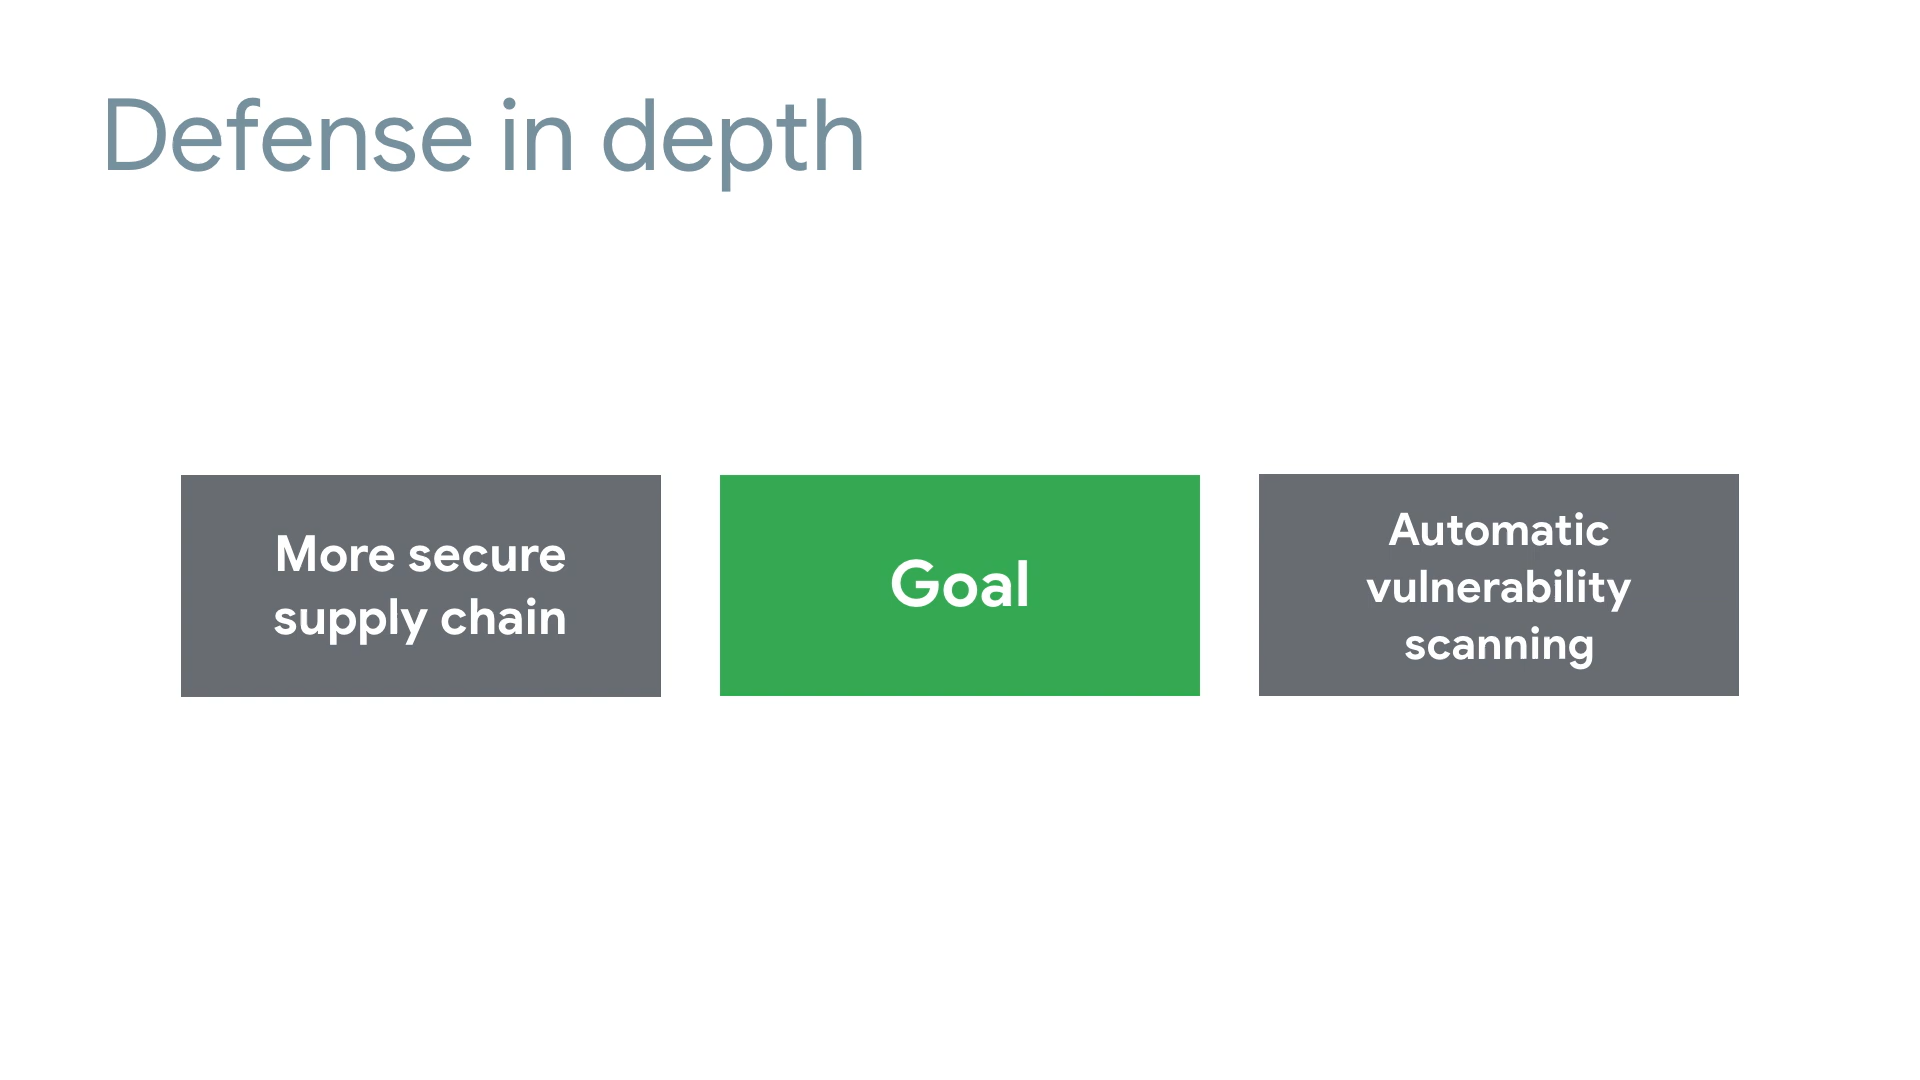 Defense in depth
More secure
supply chain
Goal
Automatic
vulnerability
scanning